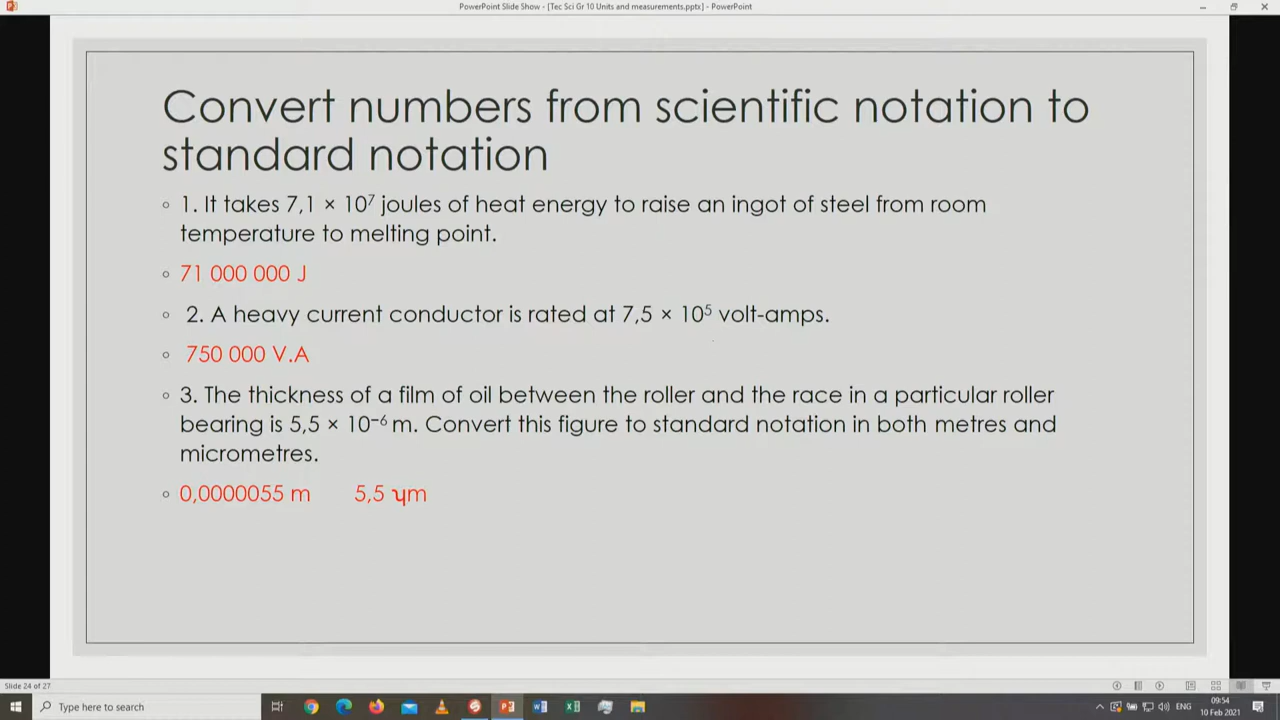 PowerPoint Slide Show - [Tec Sci Gr 10 Units and measurements.pptx] - PowerPoint
Convert numbers from scientific notation to
standard notation
◦ 1. It takes 7,1 × 10⁷ joules of heat energy to raise an ingot of steel from room
temperature to melting point.
◦ 71 000 000 J
◦ 2. A heavy current conductor is rated at 7,5 × 10⁵ volt-amps.
◦ 750 000 V.A
◦ 3. The thickness of a film of oil between the roller and the race in a particular roller
bearing is 5,5 × 10⁻⁶ m. Convert this figure to standard notation in both metres and
micrometres.
◦ 0,0000055 m 5,5 ʮm
Slide 24 of 27
Type here to search
ENG
09:54
10 Feb 2021